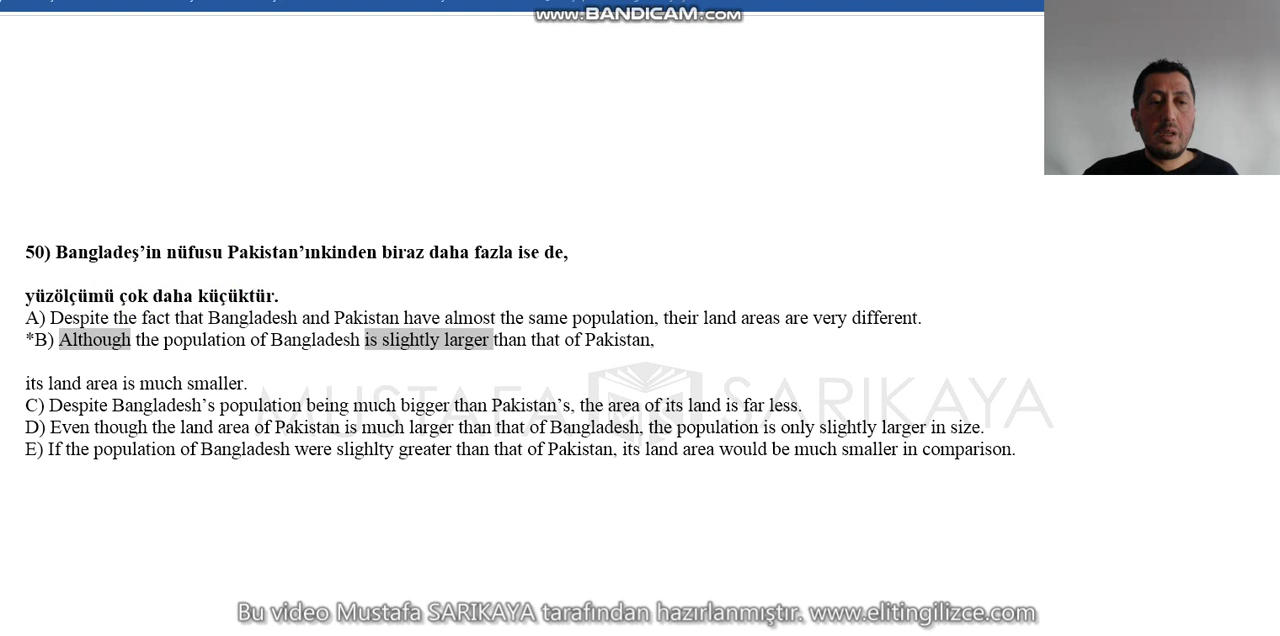 www.BANDICAM.com
50) Bangladeş’in nüfusu Pakistan’ınkinden biraz daha fazla ise de,
yüzölçümü çok daha küçüktür.
A) Despite the fact that Bangladesh and Pakistan have almost the same population, their land areas are very different.
*B) Although the population of Bangladesh is slightly larger than that of Pakistan,
its land area is much smaller.
C) Despite Bangladesh’s population being much bigger than Pakistan’s, the area of its land is far less.
D) Even though the land area of Pakistan is much larger than that of Bangladesh, the population is only slightly larger in size.
E) If the population of Bangladesh were slighlty greater than that of Pakistan, its land area would be much smaller in comparison.
MUSTAFA SARIKAYA
Bu video Mustafa SARIKAYA tarafından hazırlanmıştır. www.elitingilizce.com